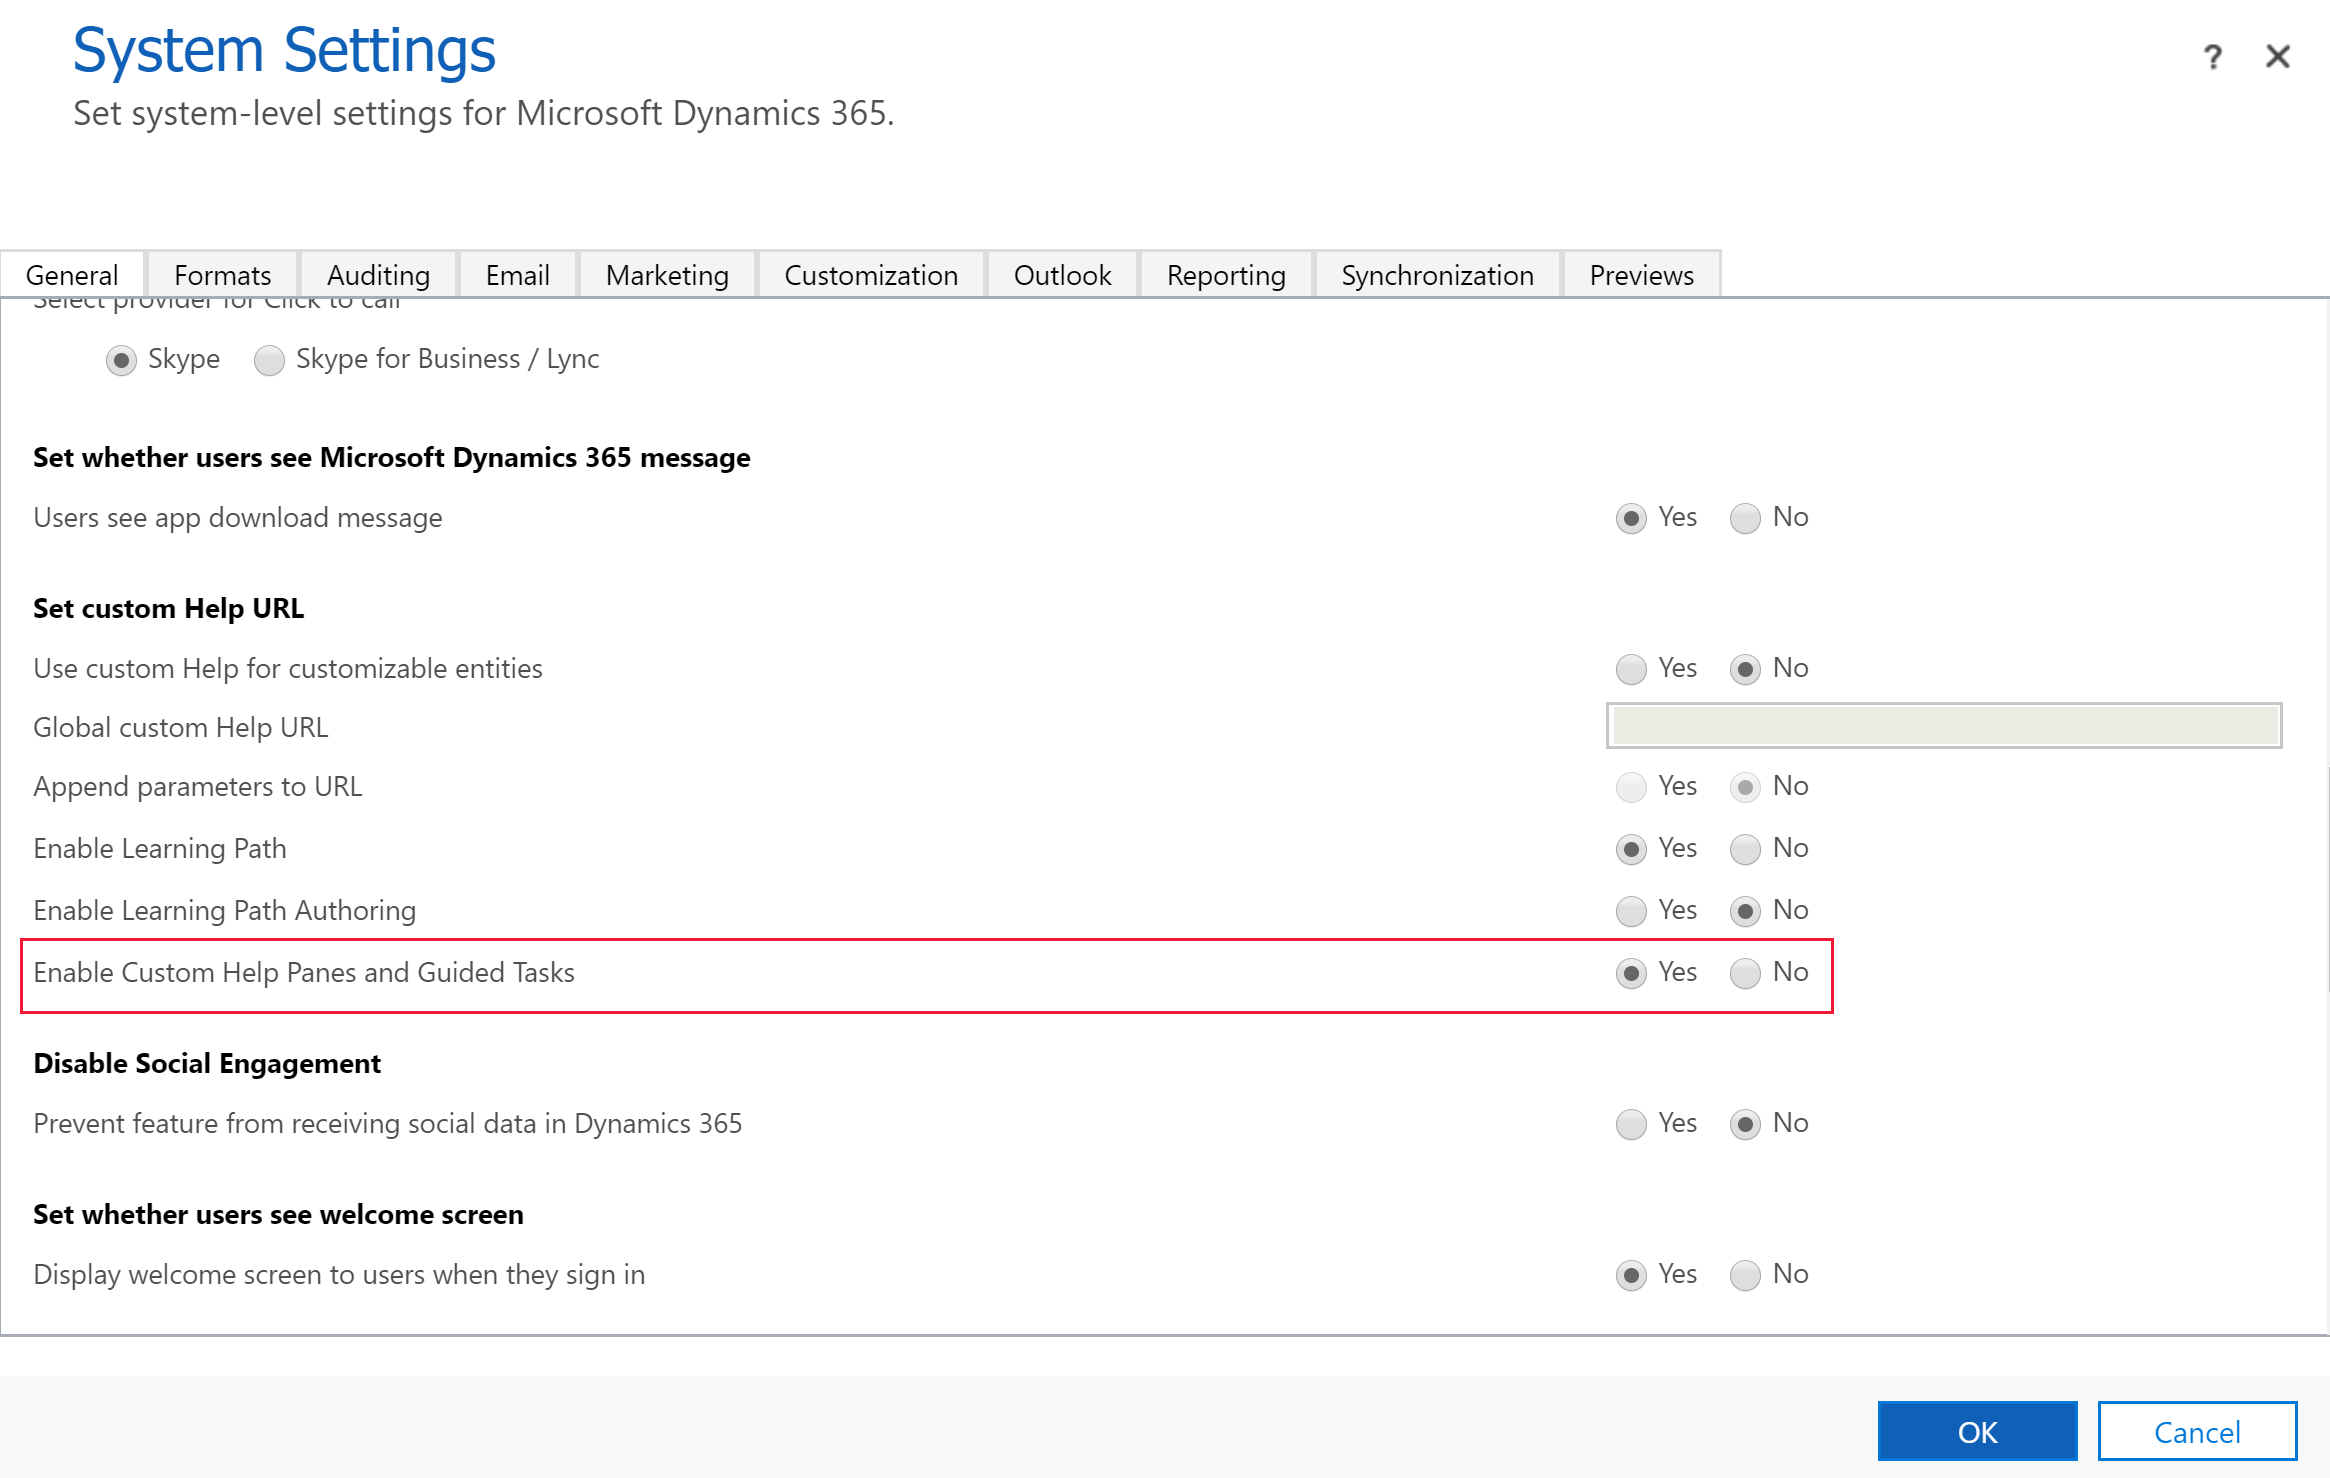 System Settings
?
Set system-level settings for Microsoft Dynamics 365.
General Formats Auditing Email Marketing Customization Outlook Reporting Synchronization Previews
Select provider for Click to call
Skype Skype for Business / Lync
Set whether users see Microsoft Dynamics 365 message
Users see app download message Yes No
Set custom Help URL
Use custom Help for customizable entities Yes No
Global custom Help URL
Append parameters to URL Yes No
Enable Learning Path Yes No
Enable Learning Path Authoring Yes No
Enable Custom Help Panes and Guided Tasks Yes No
Disable Social Engagement
Prevent feature from receiving social data in Dynamics 365 Yes No
Set whether users see welcome screen
Display welcome screen to users when they sign in Yes No
OK Cancel